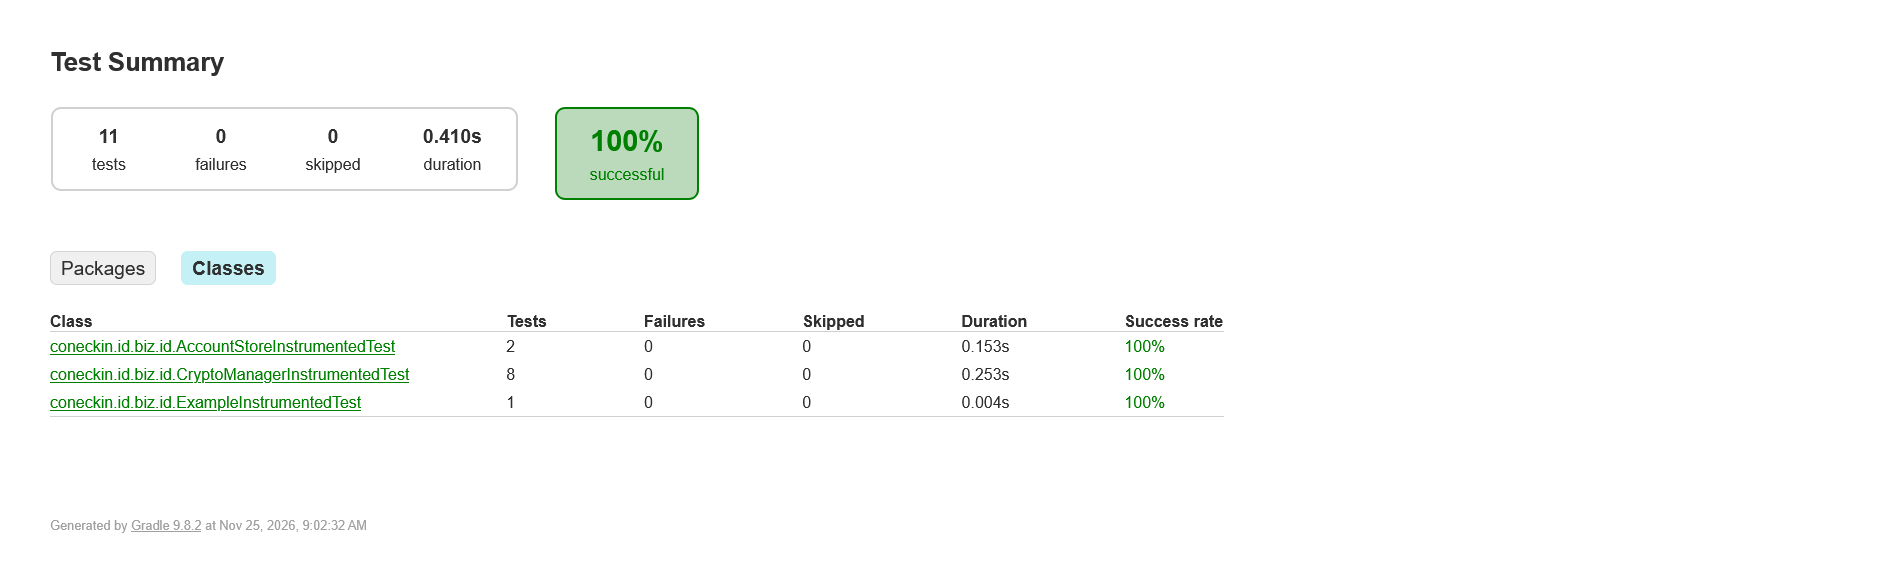 Test Summary
11 0 0 0.410s
tests failures skipped duration
100%
successful
Packages Classes
Class Tests Failures Skipped Duration Success rate
coneckin.id.biz.id.AccountStoreInstrumentedTest 2 0 0 0.153s 100%
coneckin.id.biz.id.CryptoManagerInstrumentedTest 8 0 0 0.253s 100%
coneckin.id.biz.id.ExampleInstrumentedTest 1 0 0 0.004s 100%
Generated by Gradle 9.8.2 at Nov 25, 2026, 9:02:32 AM